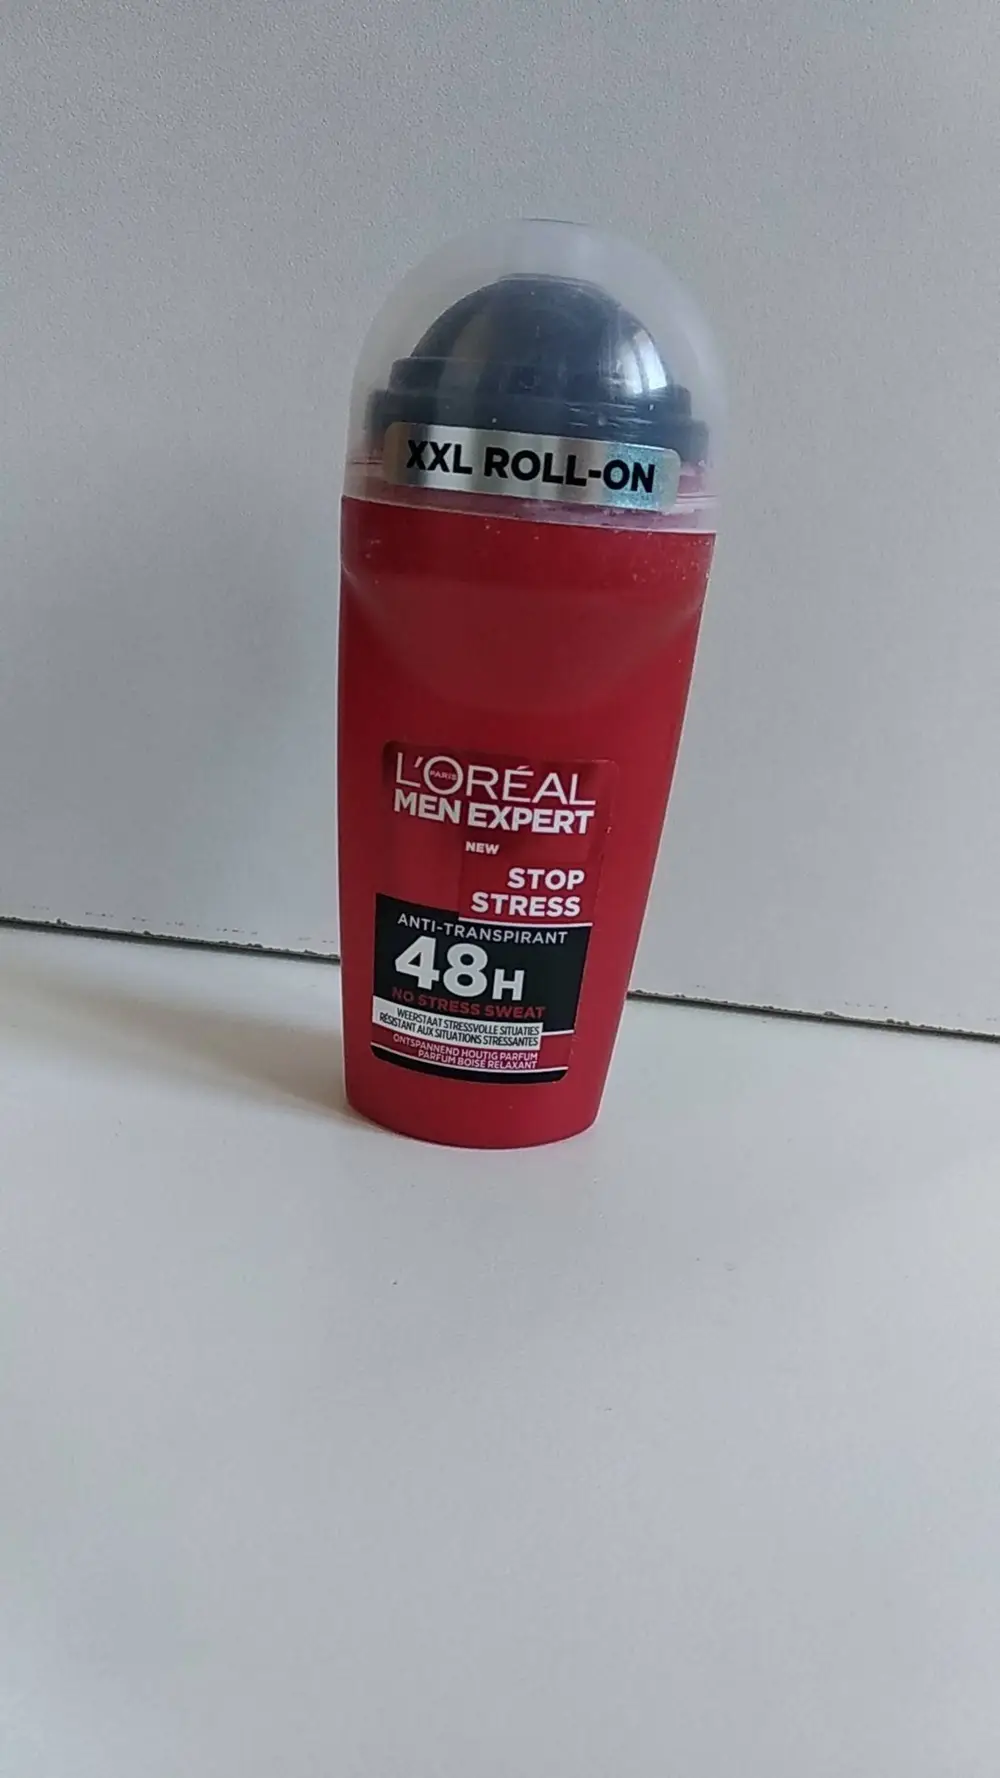 XXL ROLL-ON
L'ORÉAL
PARIS
MEN EXPERT
NEW
STOP
STRESS
ANTI-TRANSPIRANT
48H
NO STRESS SWEAT
WEERSTAAT STRESSVOLLE SITUATIES
RÉSISTANT AUX SITUATIONS STRESSANTES
ONTSPANNEND HOUTIG PARFUM
PARFUM BOISÉ RELAXANT